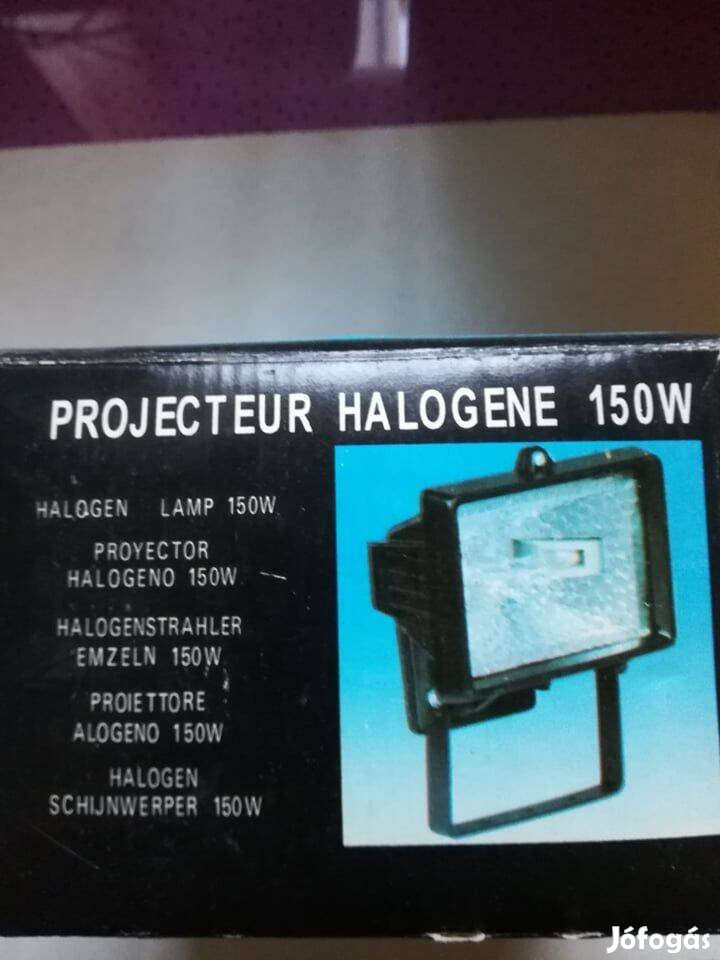 PROJECTEUR HALOGENE 150W
HALOGEN LAMP 150W
PROYECTOR
HALOGENO 150W
HALOGENSTRAHLER
EMZELN 150W
PROIETTORE
ALOGENO 150W
HALOGEN
SCHIJNWERPER 150W
Jófogás